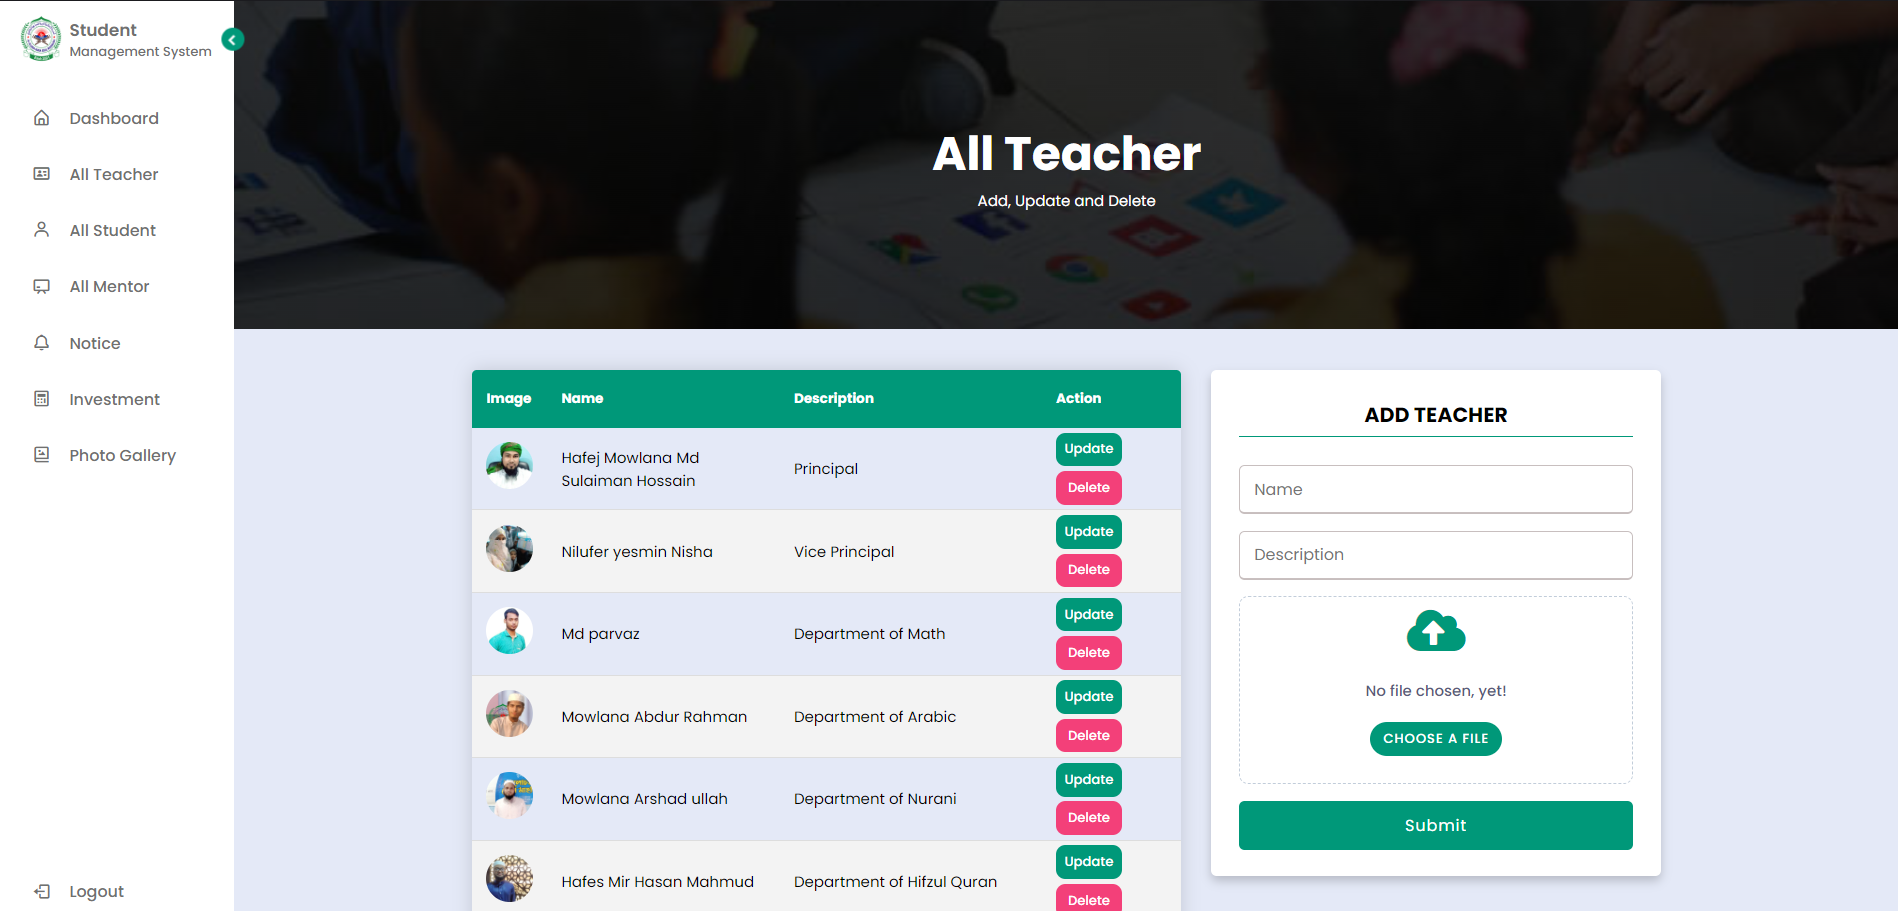 Student
Management System
Dashboard
All Teacher
All Student
All Mentor
Notice
Investment
Photo Gallery
Logout
All Teacher
Add, Update and Delete
Image Name Description Action
Hafej Mowlana Md
Sulaiman Hossain
Principal
Update
Delete
Nilufer yesmin Nisha
Vice Principal
Update
Delete
Md parvaz
Department of Math
Update
Delete
Mowlana Abdur Rahman
Department of Arabic
Update
Delete
Mowlana Arshad ullah
Department of Nurani
Update
Delete
Hafes Mir Hasan Mahmud
Department of Hifzul Quran
Update
Delete
ADD TEACHER
Name
Description
No file chosen, yet!
CHOOSE A FILE
Submit